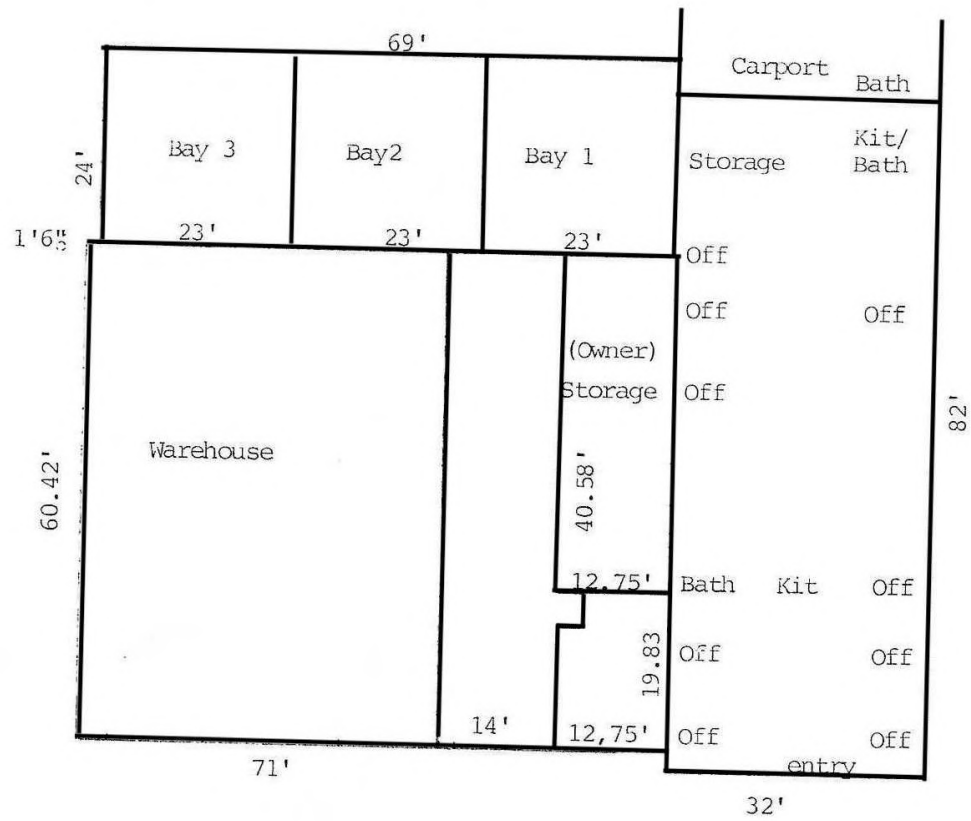 69'
Carport
Bath
Bay 3
Bay2
Bay 1
Storage
Kit/
Bath
24'
1'6"
23'
23'
23'
Off
Off
Off
(Owner)
Storage
Off
82'
Warehouse
60.42'
40.58'
12.75'
Bath
Kit
Off
19.83
Off
Off
14'
12,75'
Off
Off
entry
71'
32'